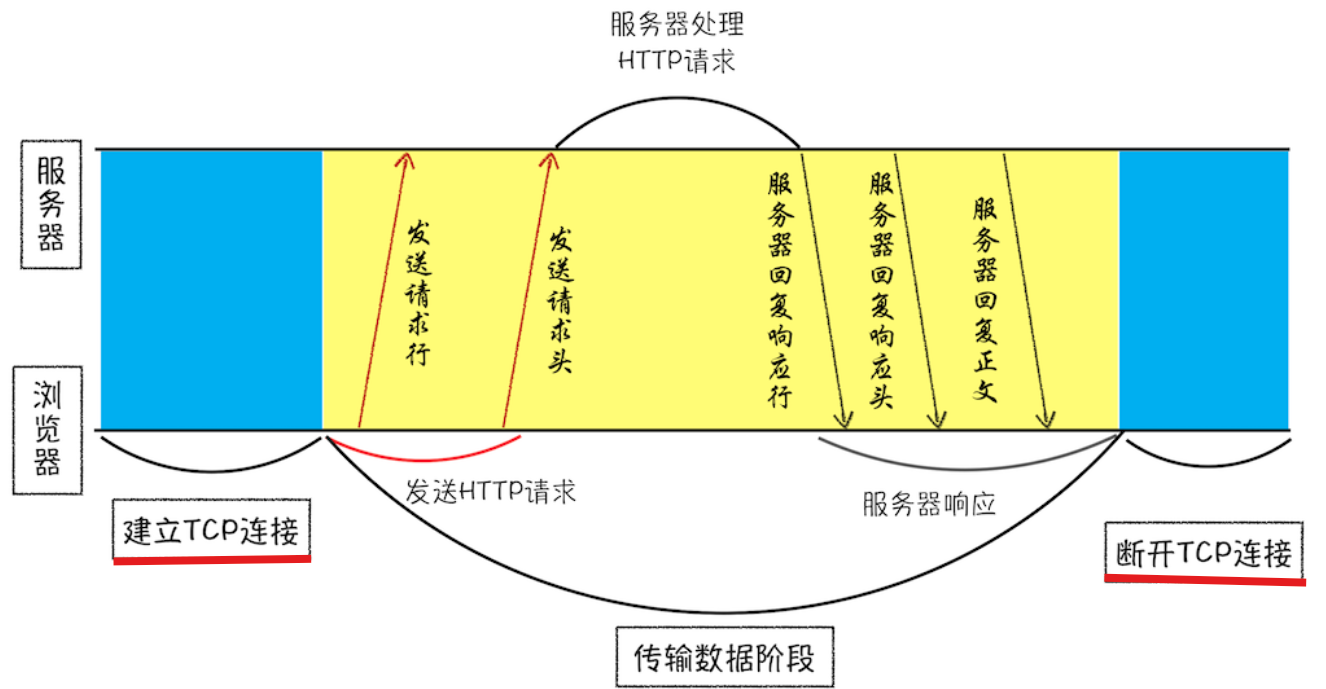 服务器处理
HTTP请求
服务器
发送请求行
发送请求头
服务器回复响应行
服务器回复响应头
服务器回复正文
浏览器
发送HTTP请求
服务器响应
建立TCP连接
断开TCP连接
传输数据阶段